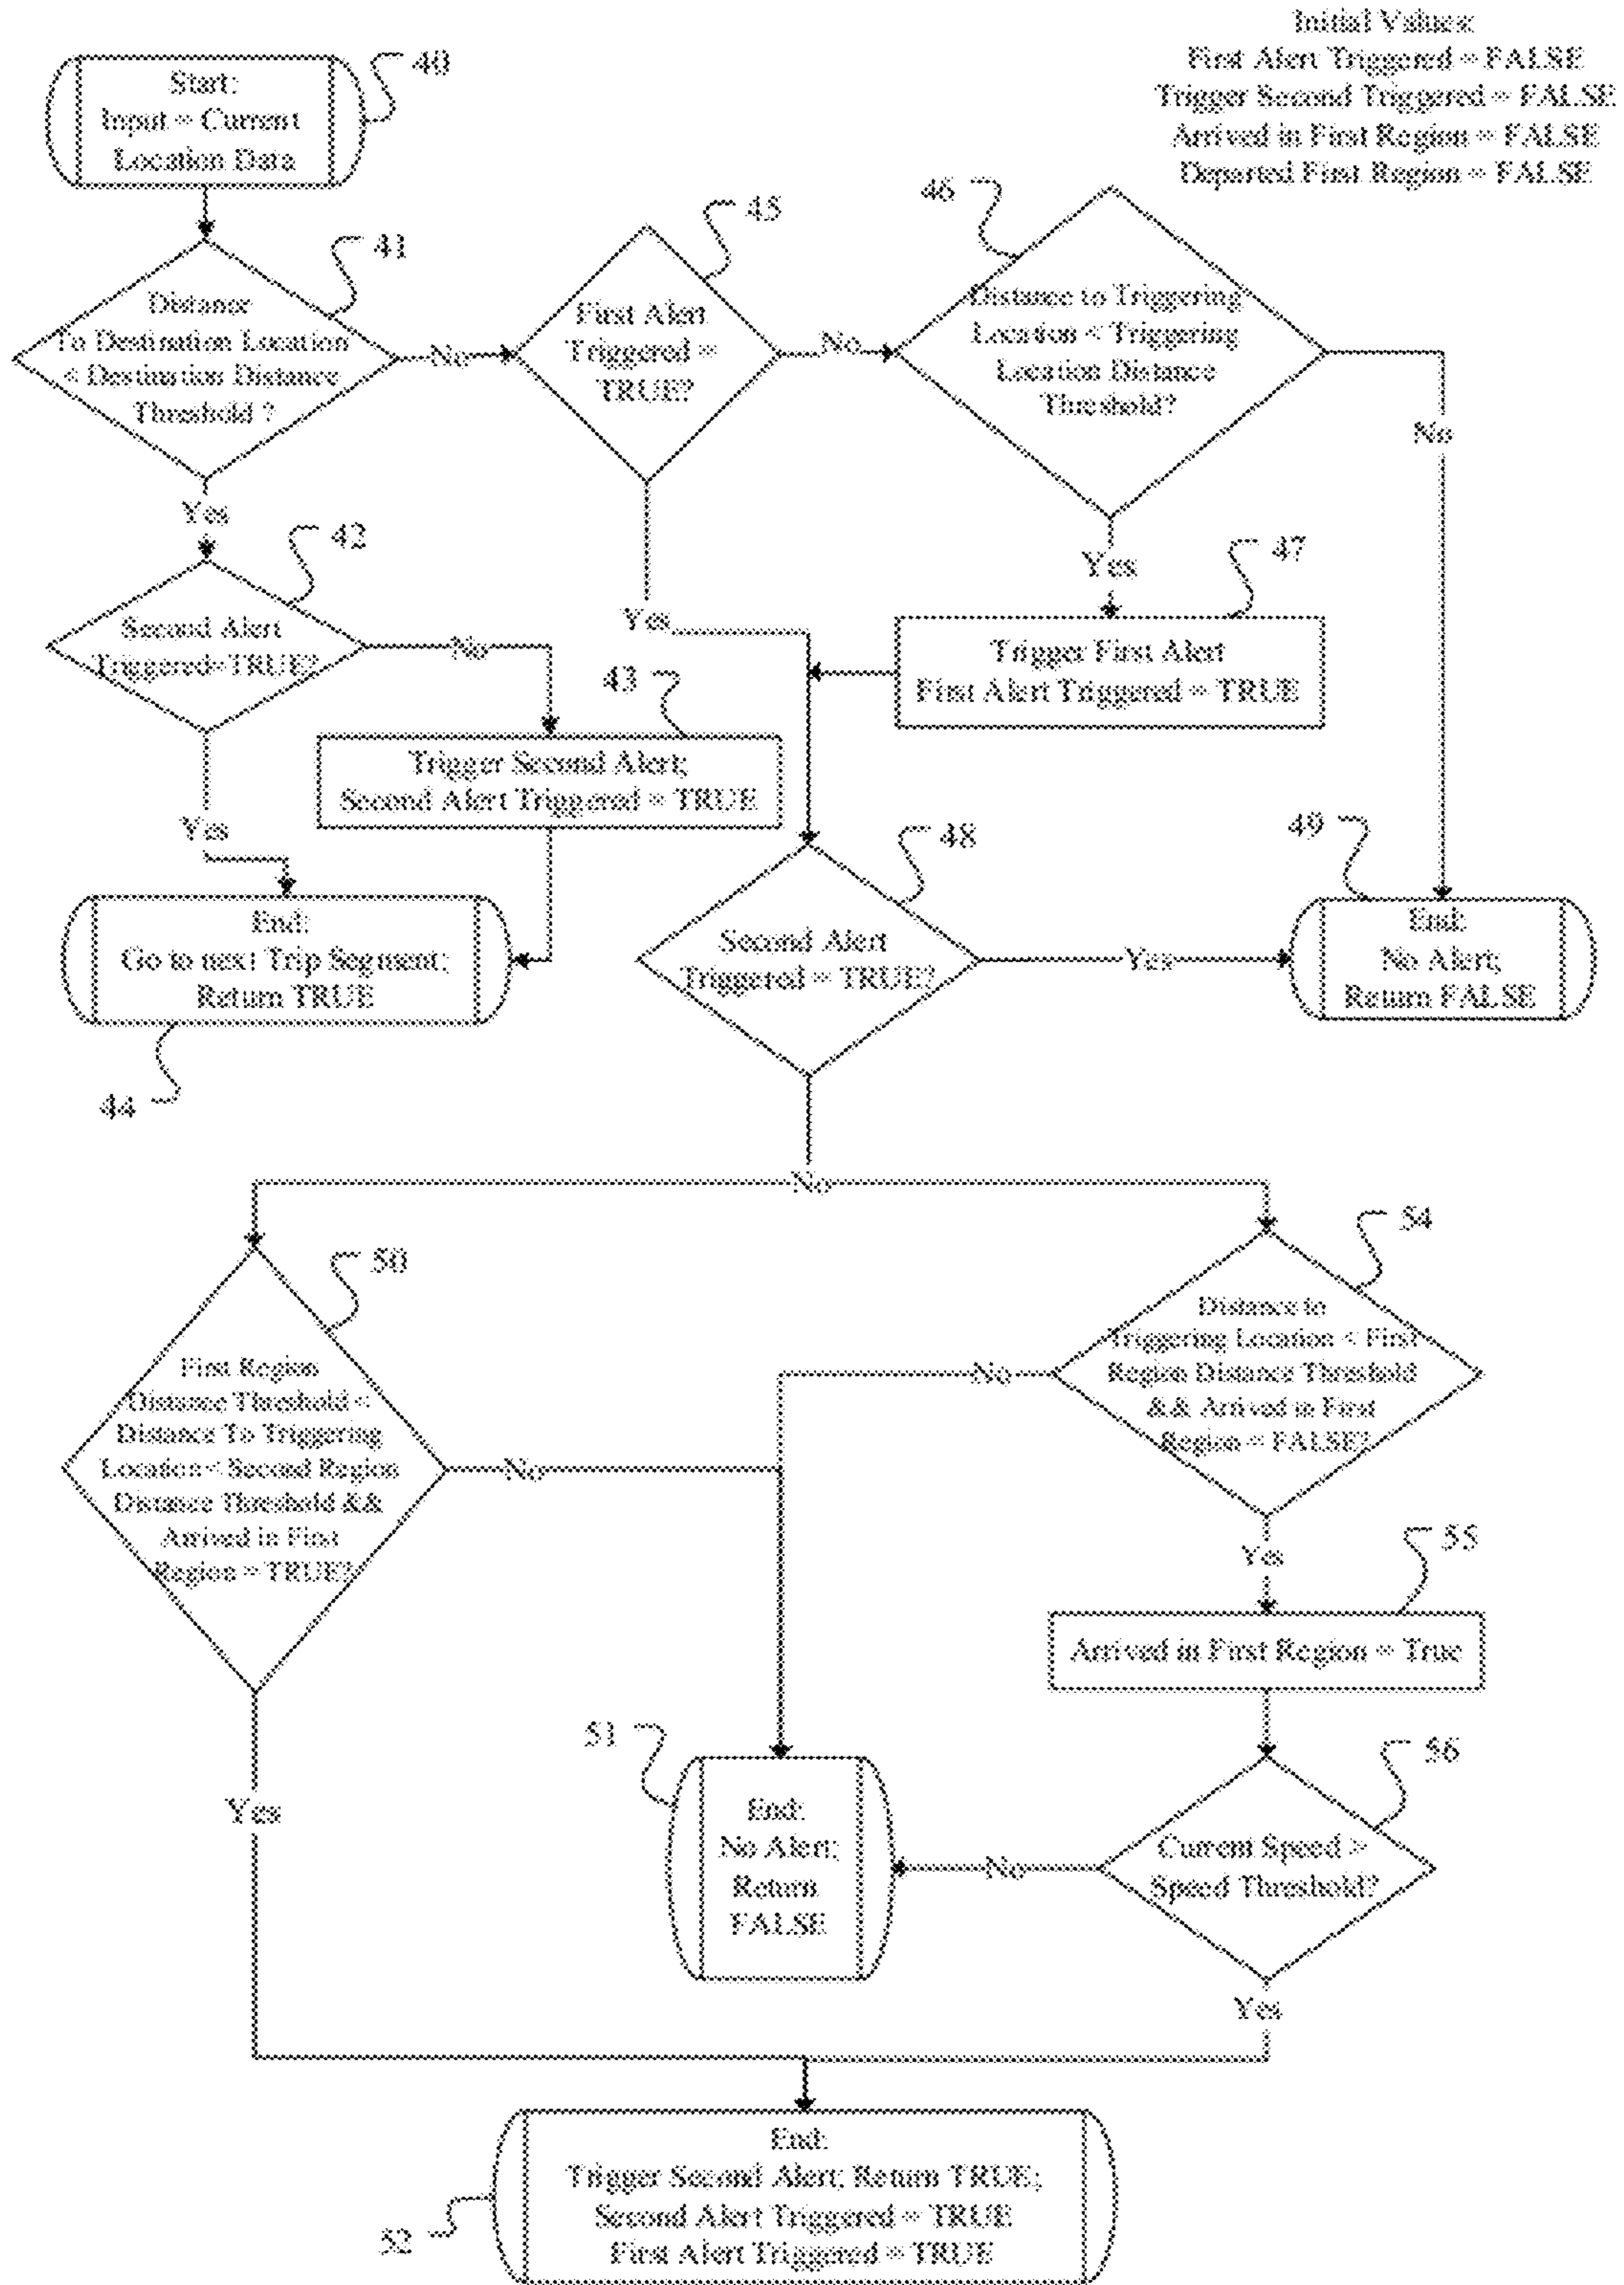 Initial Values:
First Alert Triggered = FALSE
Trigger Second Triggered = FALSE
Arrived in First Region = FALSE
Departed First Region = FALSE
40
Start:
Input = Current
Location Data
41
Distance
To Destination Location
< Destination Distance
Threshold ?
No
Yes
45
First Alert
Triggered =
TRUE?
No
Yes
46
Distance to Triggering
Location < Triggering
Location Distance
Threshold?
No
Yes
42
Second Alert
Triggered=TRUE?
No
Yes
47
Trigger First Alert
First Alert Triggered = TRUE
43
Trigger Second Alert;
Second Alert Triggered = TRUE
44
End:
Go to next Trip Segment;
Return TRUE
48
Second Alert
Triggered = TRUE?
Yes
No
49
End:
No Alert;
Return FALSE
50
First Region
Distance Threshold <
Distance To Triggering
Location< Second Region
Distance Threshold &&
Arrived in First
Region = TRUE?
No
Yes
54
Distance to
Triggering Location < First
Region Distance Threshold
&& Arrived in First
Region = FALSE?
No
Yes
55
Arrived in First Region = True
51
End:
No Alert;
Return
FALSE
56
Current Speed >
Speed Threshold?
No
Yes
52
End:
Trigger Second Alert; Return TRUE;
Second Alert Triggered = TRUE
First Alert Triggered = TRUE